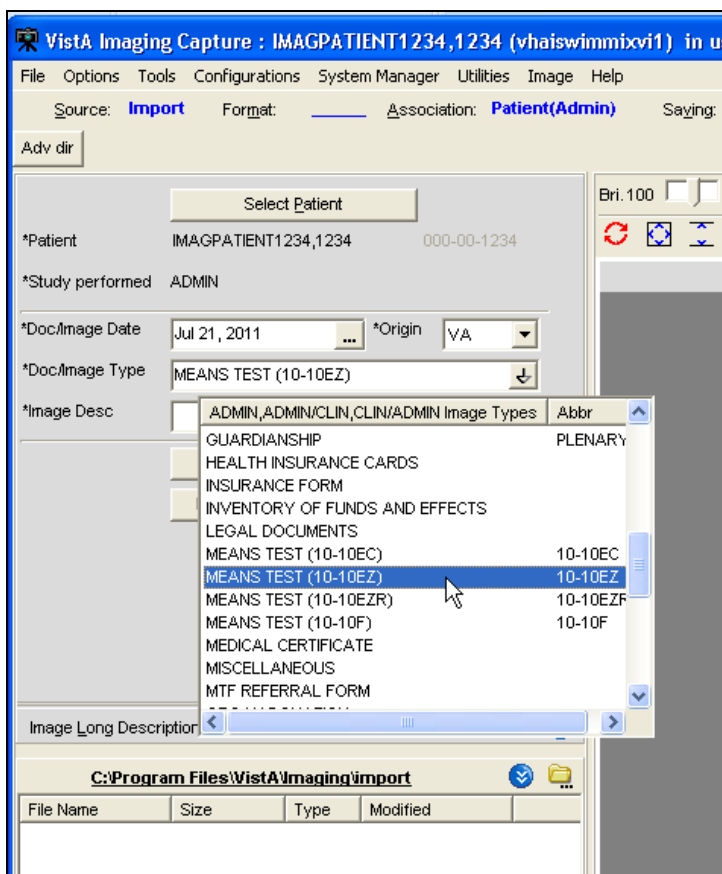 VistA Imaging Capture : IMAGPATIENT1234,1234 (vhaiswimmixvi1) in u
File Options Tools Configurations System Manager Utilities Image Help
Source: Import Format: ______ Association: Patient(Admin) Saving:
Adv dir
Select Patient
Bri. 100
*Patient IMAGPATIENT1234,1234 000-00-1234
*Study performed ADMIN
*Doc/Image Date Jul 21, 2011 ... *Origin VA
*Doc/Image Type MEANS TEST (10-10EZ)
*Image Desc
ADMIN,ADMIN/CLIN,CLIN/ADMIN Image Types Abbr
GUARDIANSHIP PLENARY
HEALTH INSURANCE CARDS
INSURANCE FORM
INVENTORY OF FUNDS AND EFFECTS
LEGAL DOCUMENTS
MEANS TEST (10-10EC) 10-10EC
MEANS TEST (10-10EZ) 10-10EZ
MEANS TEST (10-10EZR) 10-10EZR
MEANS TEST (10-10F) 10-10F
MEDICAL CERTIFICATE
MISCELLANEOUS
MTF REFERRAL FORM
Image Long Description
C:\Program Files\VistA\Imaging\import
File Name Size Type Modified